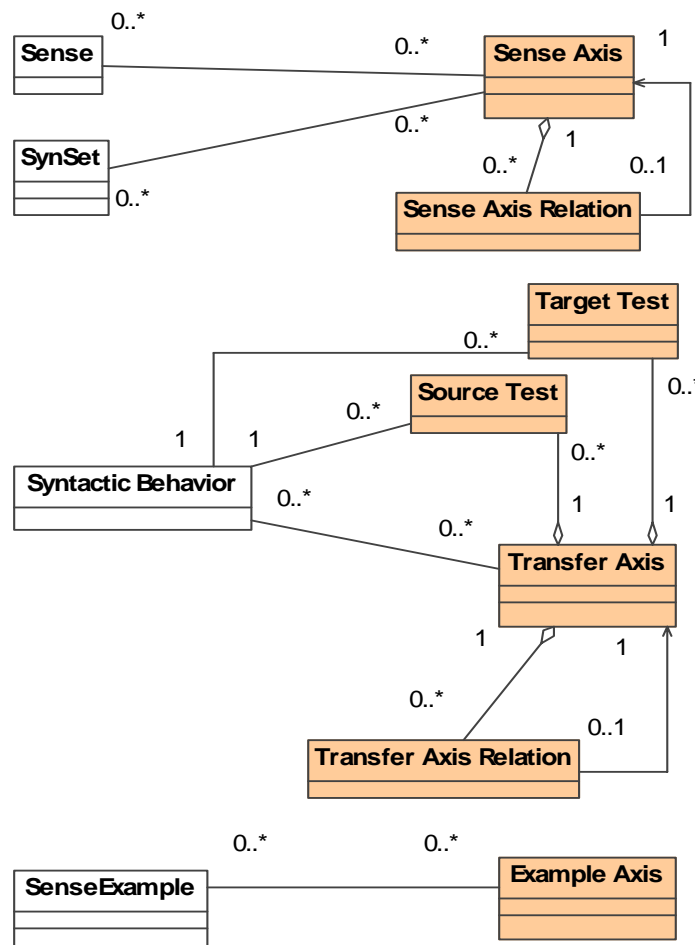 0..*
0..*
1
Sense
Sense Axis
0..*
SynSet
1
0..*
0..1
0..*
Sense Axis Relation
Target Test
0..*
Source Test
0..*
0..*
1
1
0..*
Syntactic Behavior
0..*
1
1
0..*
Transfer Axis
1
1
0..*
0..1
Transfer Axis Relation
0..*
0..*
SenseExample
Example Axis